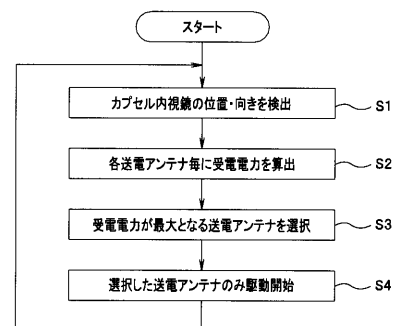 スタート
カプセル内視鏡の位置・向きを検出
S1
各送電アンテナ毎に受電電力を算出
S2
受電電力が最大となる送電アンテナを選択
S3
選択した送電アンテナのみ駆動開始
S4